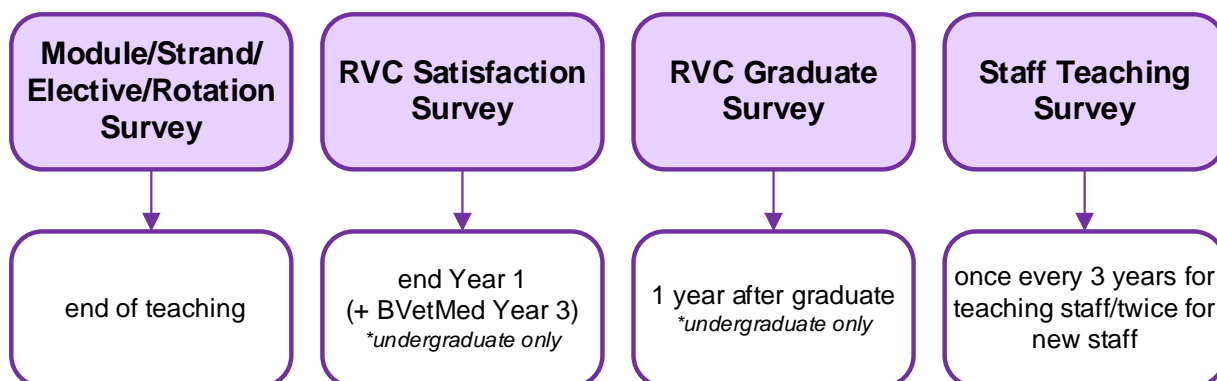 Module/Strand/
Elective/Rotation
Survey
end of teaching
RVC Satisfaction
Survey
end Year 1
(+ BVetMed Year 3)
*undergraduate only
RVC Graduate
Survey
1 year after graduate
*undergraduate only
Staff Teaching
Survey
once every 3 years for
teaching staff/twice for
new staff